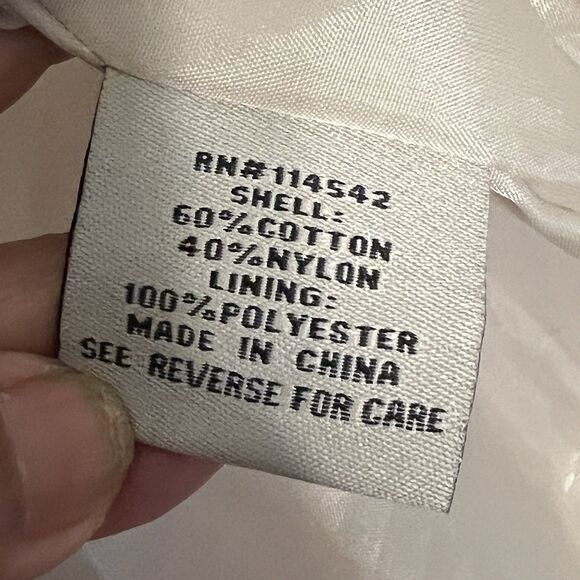 RN#114542
SHELL:
60%COTTON
40%NYLON
LINING:
100%POLYESTER
MADE IN CHINA
SEE REVERSE FOR CARE